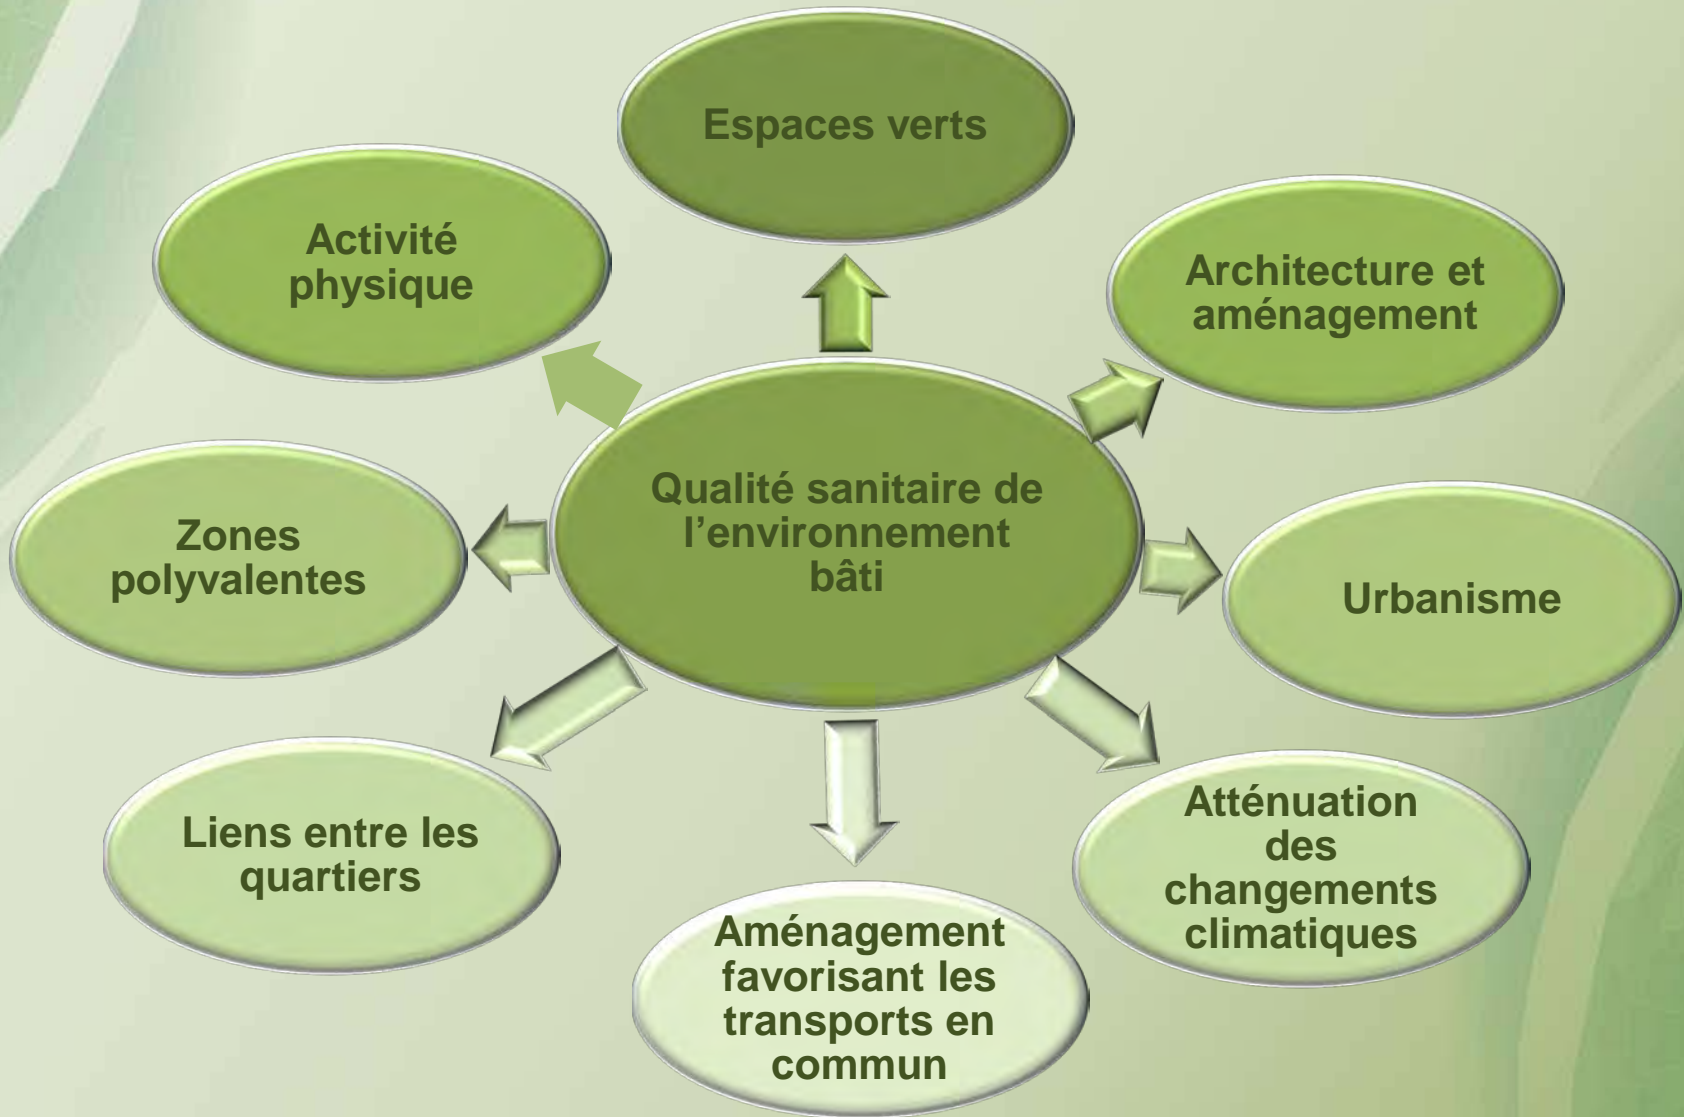 Espaces verts
Activité
physique
Architecture et
aménagement
Qualité sanitaire de
l’environnement
bâti
Zones
polyvalentes
Urbanisme
Liens entre les
quartiers
Atténuation
des
changements
climatiques
Aménagement
favorisant les
transports en
commun